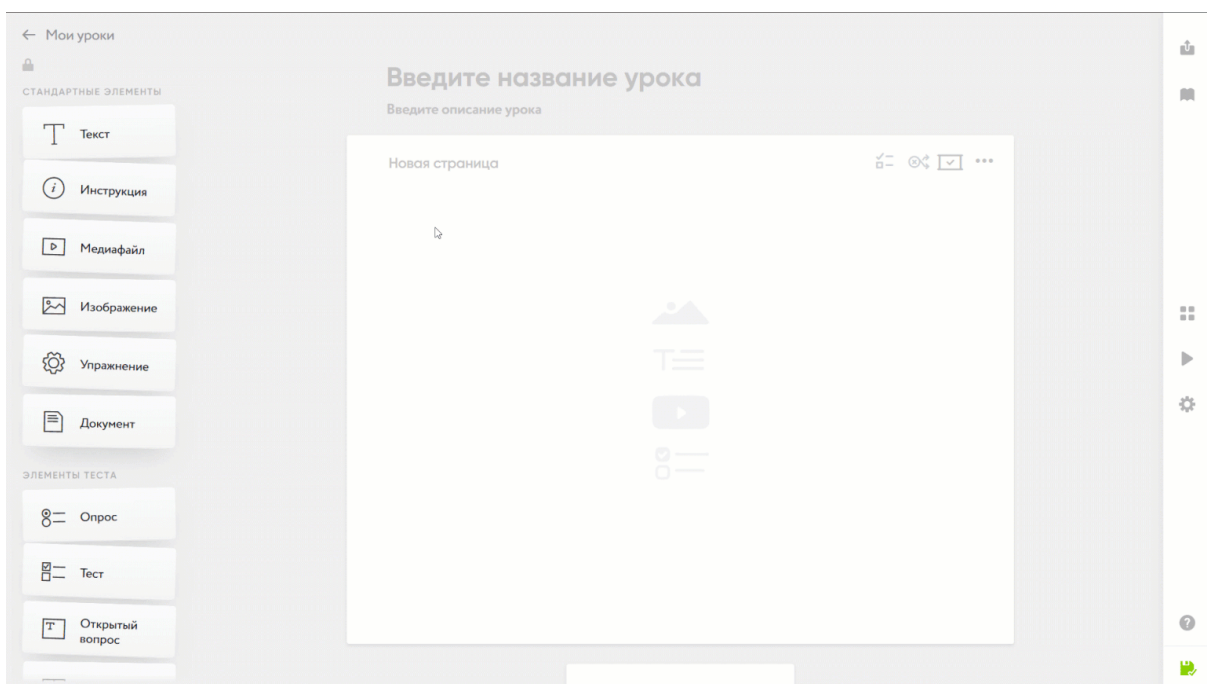 ← Мои уроки
СТАНДАРТНЫЕ ЭЛЕМЕНТЫ
Текст
Инструкция
Медиафайл
Изображение
Упражнение
Документ
ЭЛЕМЕНТЫ ТЕСТА
Опрос
Тест
Открытый
вопрос
Введите название урока
Введите описание урока
Новая страница